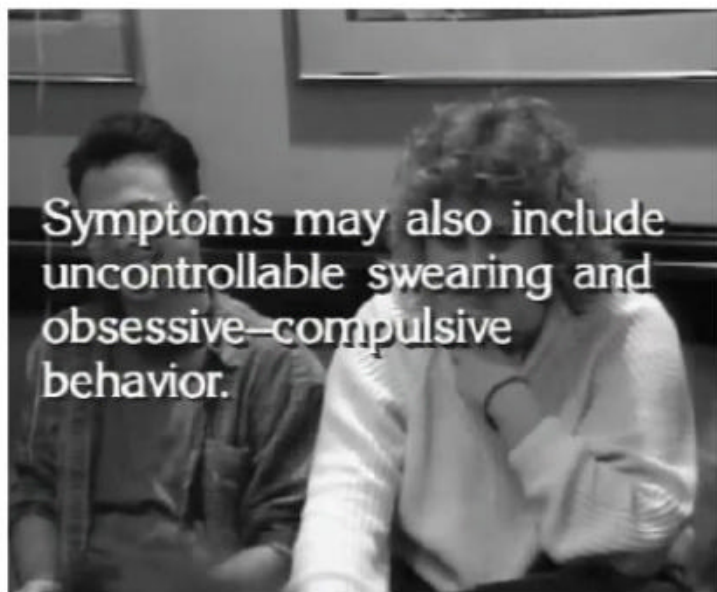 Symptoms may also include
uncontrollable swearing and
obsessive–compulsive
behavior.